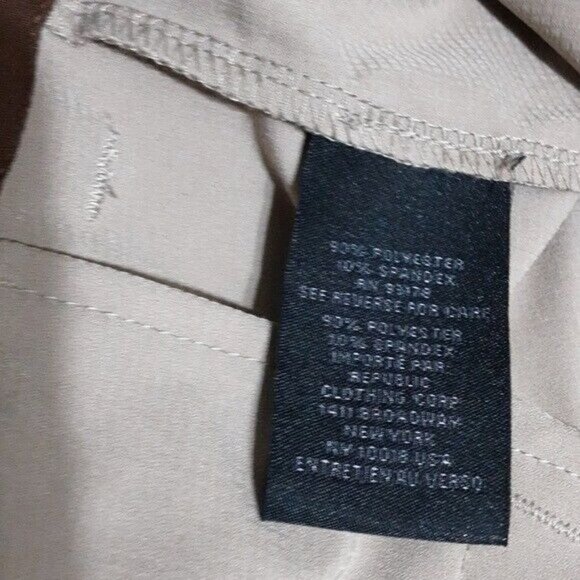 90% POLYESTER
10% SPANDEX
RN 93178
SEE REVERSE FOR CARE
90% POLYESTER
10% SPANDEX
IMPORTÉ PAR:
REPUBLIC
CLOTHING CORP
1411 BROADWAY
NEW YORK
NY 10018 USA
ENTRETIEN AU VERSO